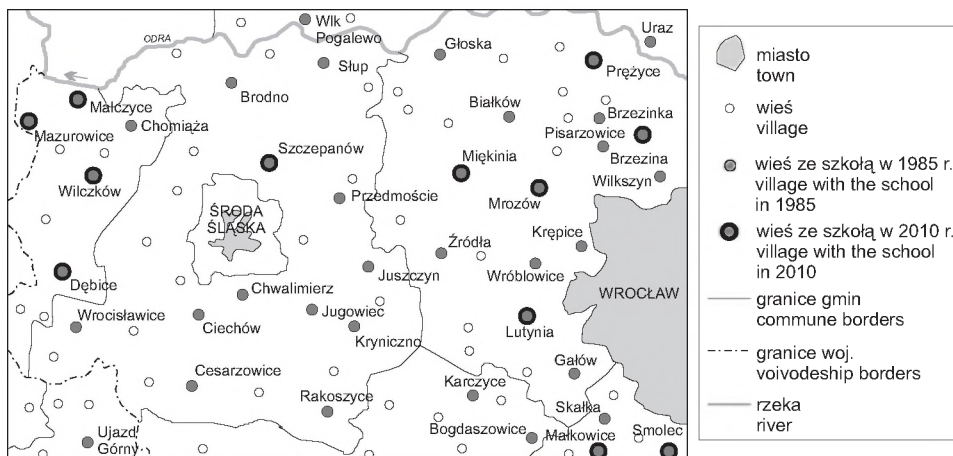 Wlk
Pogalewo
Uraz
ODRA
Głoska
Słup
Prężyce
Brodno
Małczyce
Białków
Brzezinka
Mazurowice
Chomiąża
Pisarzowice
Szczepanów
Brzezina
Miękinia
Wilczków
Wilkszyn
Przedmoście
Mrozów
ŚRODA
ŚLĄSKA
Źródła
Krępice
Juszczyn
Wróblowice
Dębice
Chwalimierz
WROCŁAW
Wrocisławice
Ciechów
Jugowiec
Lutynia
Kryniczno
Gałów
Cesarzowice
Karczyce
Rakoszyce
Skałka
Bogdaszowice
Małkowice
Smolec
Ujazd
Górny
miasto
town
wieś
village
wieś ze szkołą w 1985 r.
village with the school
in 1985
wieś ze szkołą w 2010 r.
village with the school
in 2010
granice gmin
commune borders
granice woj.
voivodeship borders
rzeka
river